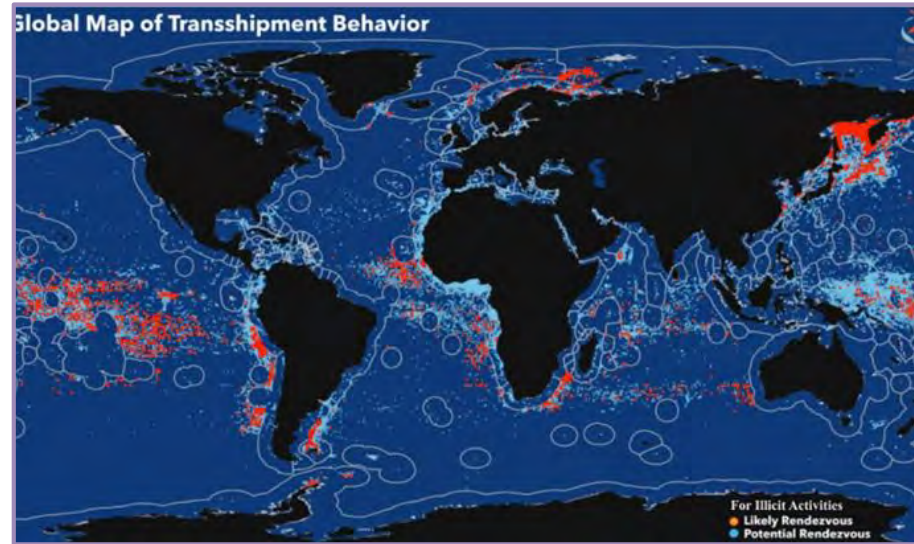 Global Map of Transshipment Behavior
For Illicit Activities
Likely Rendezvous
Potential Rendezvous